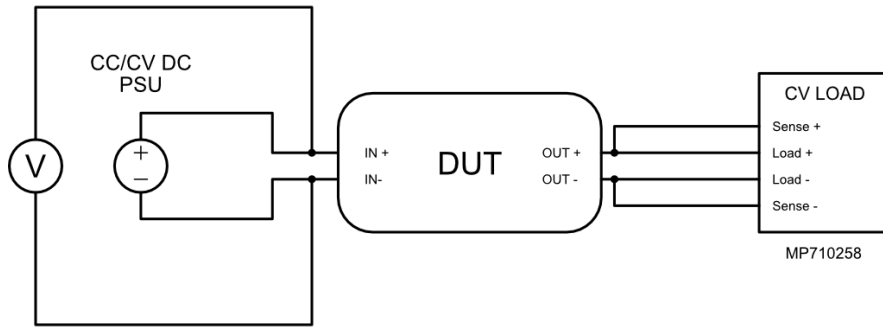 CC/CV DC
PSU
V
+
–
IN +
IN-
DUT
OUT +
OUT -
CV LOAD
Sense +
Load +
Load -
Sense -
MP710258